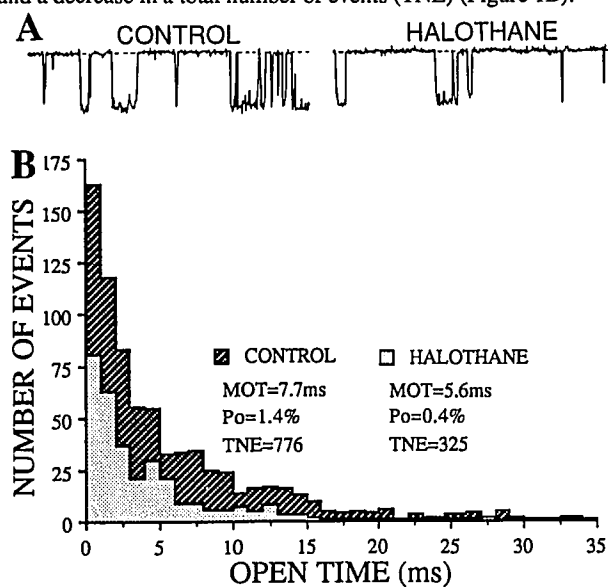 and a decrease in a total number of events (TNE) (Figure 1B).
A
CONTROL HALOTHANE
B
NUMBER OF EVENTS
175
150
125
100
75
50
25
0
CONTROL HALOTHANE
MOT=7.7ms MOT=5.6ms
Po=1.4% Po=0.4%
TNE=776 TNE=325
0 5 10 15 20 25 30 35
OPEN TIME (ms)